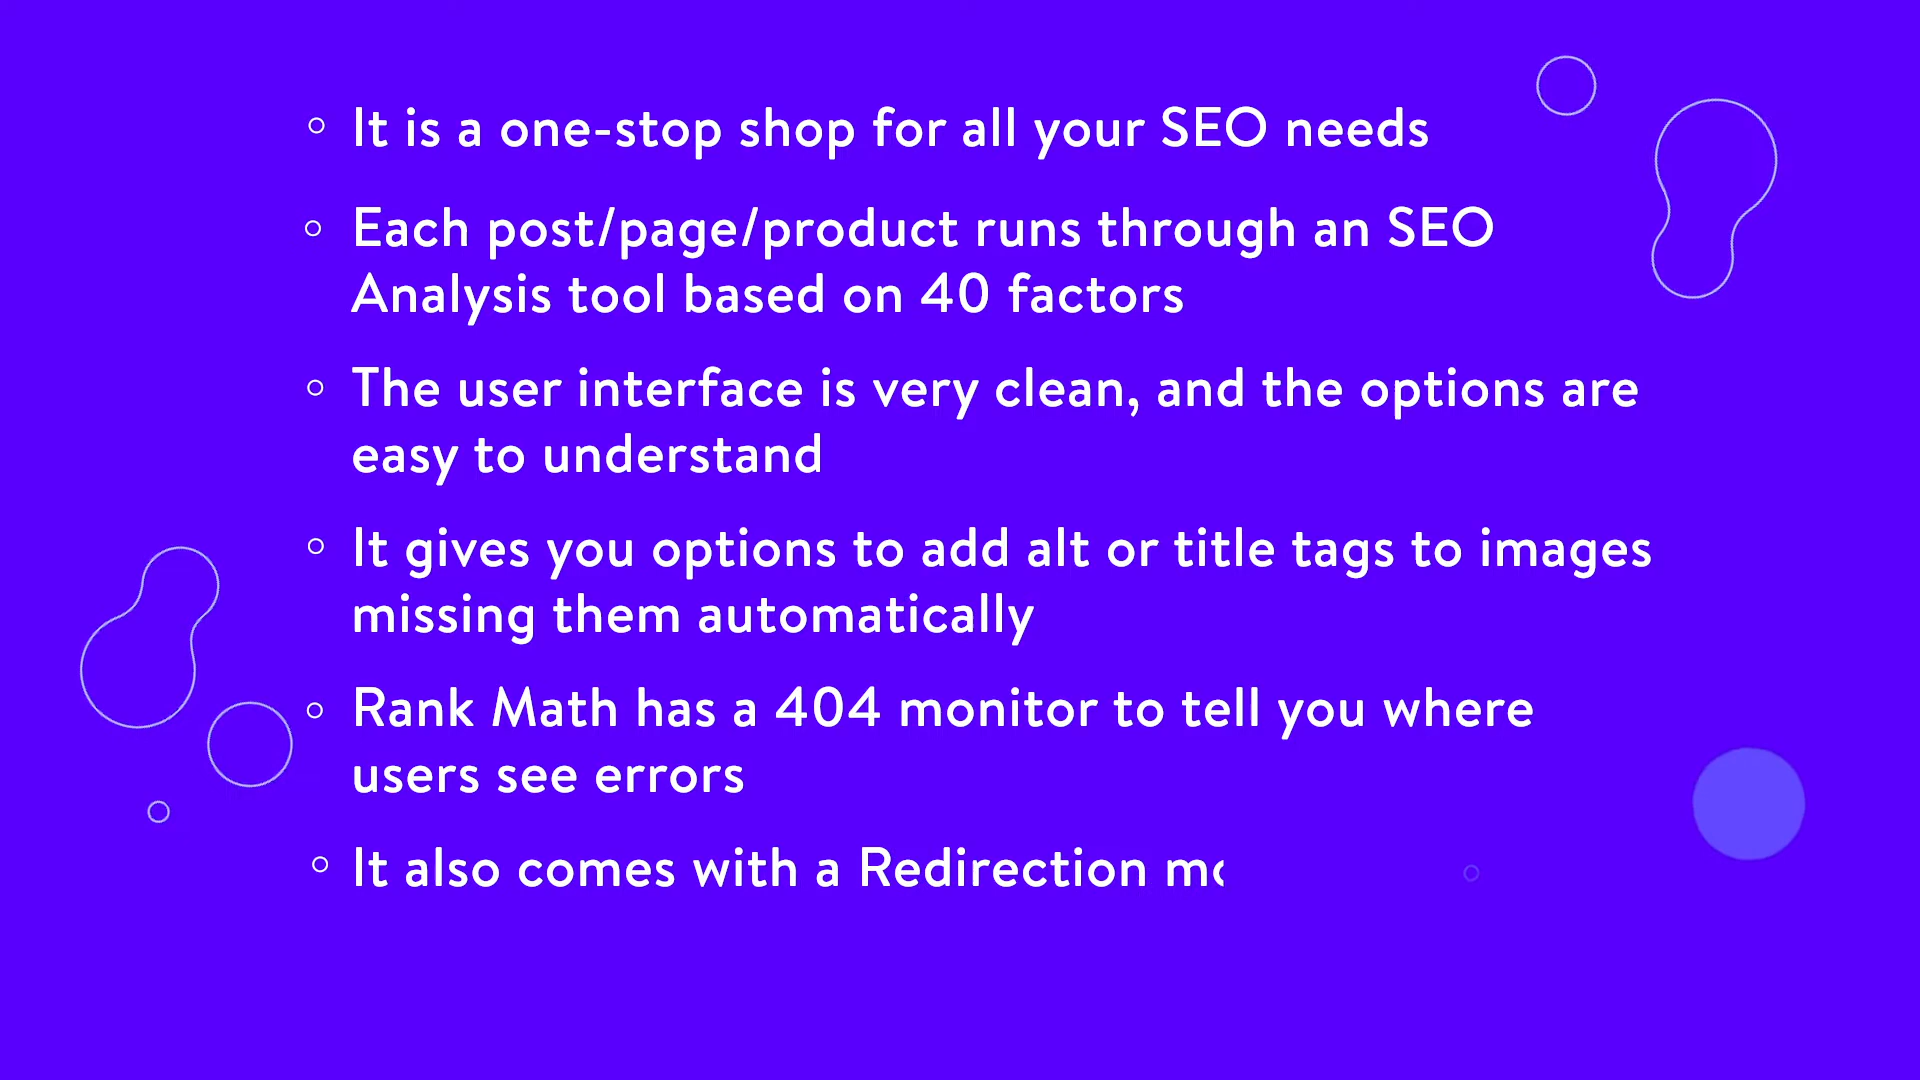 It is a one-stop shop for all your SEO needs
Each post/page/product runs through an SEO
Analysis tool based on 40 factors
The user interface is very clean, and the options are
easy to understand
It gives you options to add alt or title tags to images
missing them automatically
Rank Math has a 404 monitor to tell you where
users see errors
It also comes with a Redirection